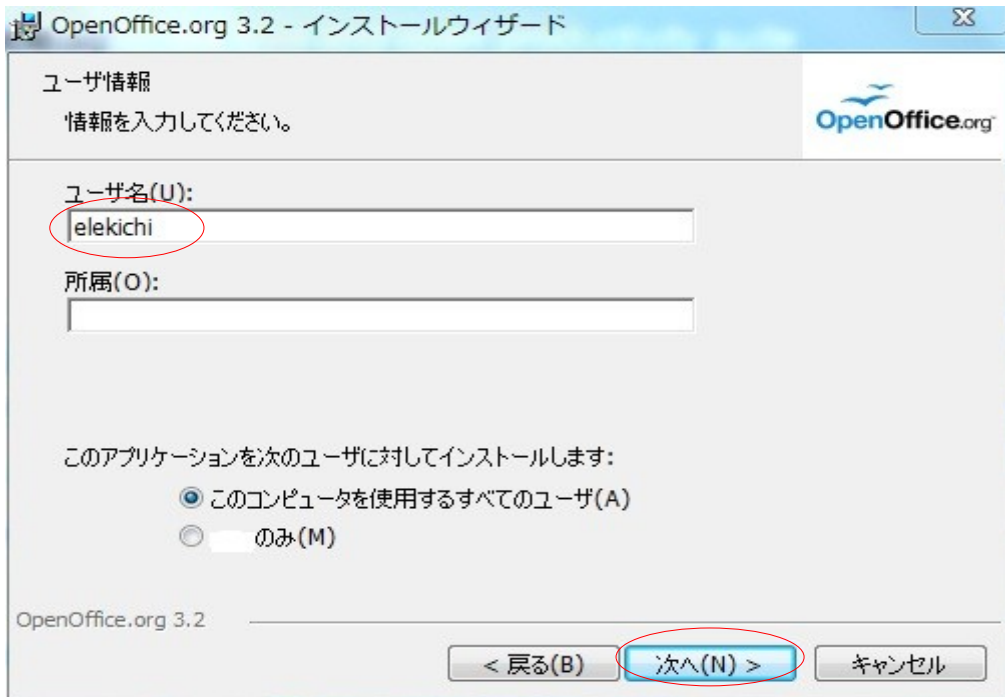 OpenOffice.org 3.2 - インストールウィザード
ユーザ情報
情報を入力してください。
OpenOffice.org
ユーザ名(U):
elekichi
所属(O):
このアプリケーションを次のユーザに対してインストールします:
このコンピュータを使用するすべてのユーザ(A)
のみ(M)
OpenOffice.org 3.2
< 戻る(B) 次へ(N) > キャンセル